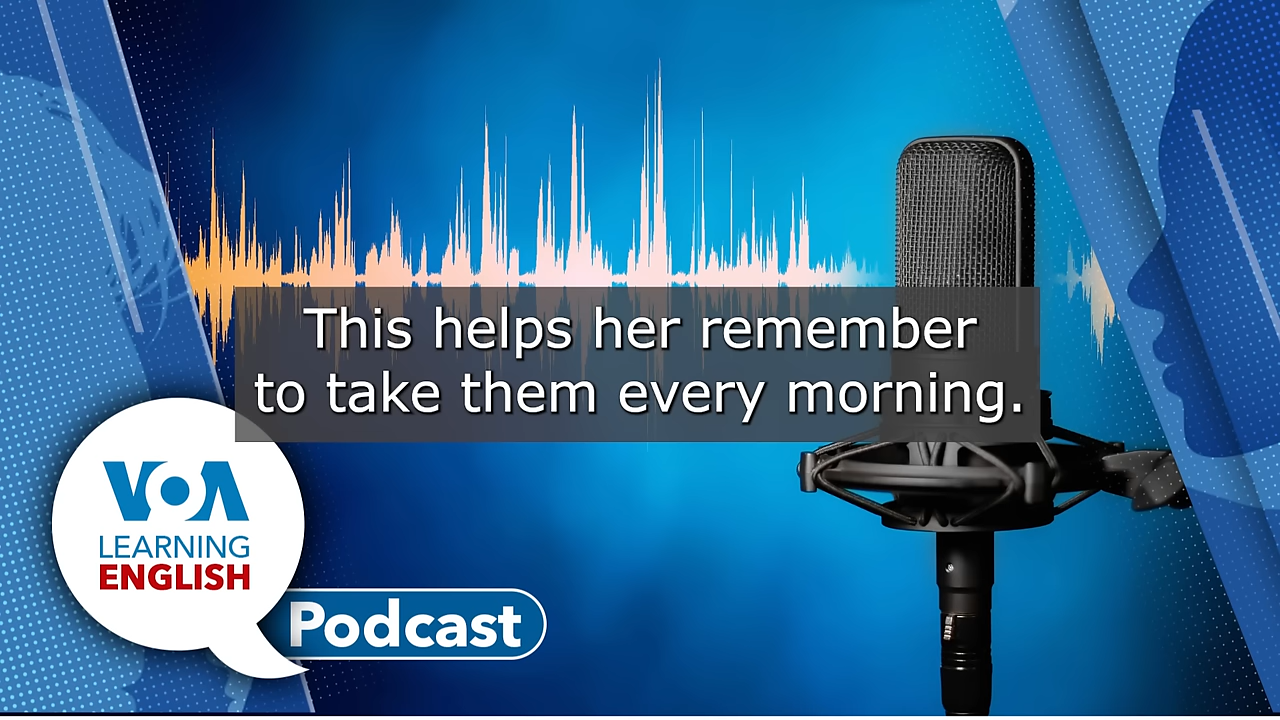 This helps her remember
to take them every morning.
VOA
LEARNING
ENGLISH
Podcast